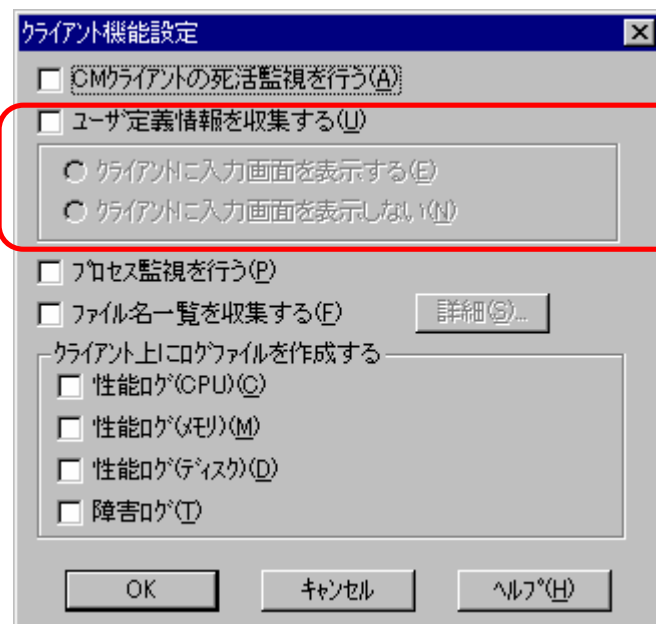 クライアント機能設定
CMクライアントの死活監視を行う(A)
ユーザ定義情報を収集する(U)
クライアントに入力画面を表示する(E)
クライアントに入力画面を表示しない(N)
プロセス監視を行う(P)
ファイル名一覧を収集する(F) 詳細(S)...
クライアント上にログファイルを作成する
性能ログ(CPU)(C)
性能ログ(メモリ)(M)
性能ログ(ディスク)(D)
障害ログ(T)
OK キャンセル ヘルプ(H)